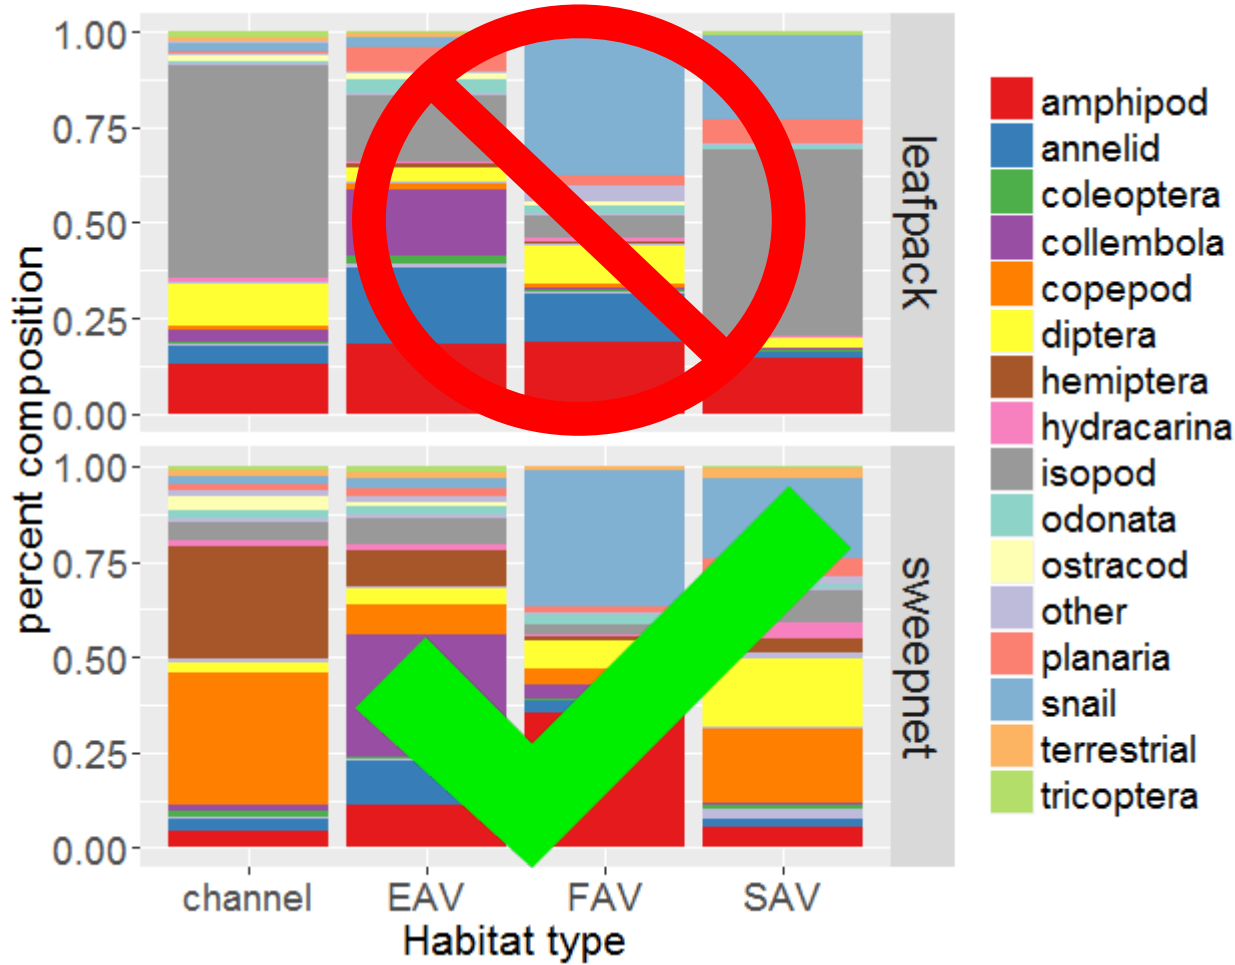 percent composition
1.00
0.75
0.50
0.25
0.00
leafpack
1.00
0.75
0.50
0.25
0.00
sweepnet
channel
EAV
FAV
SAV
Habitat type
amphipod
annelid
coleoptera
collembola
copepod
diptera
hemiptera
hydracarina
isopod
odonata
ostracod
other
planaria
snail
terrestrial
tricoptera